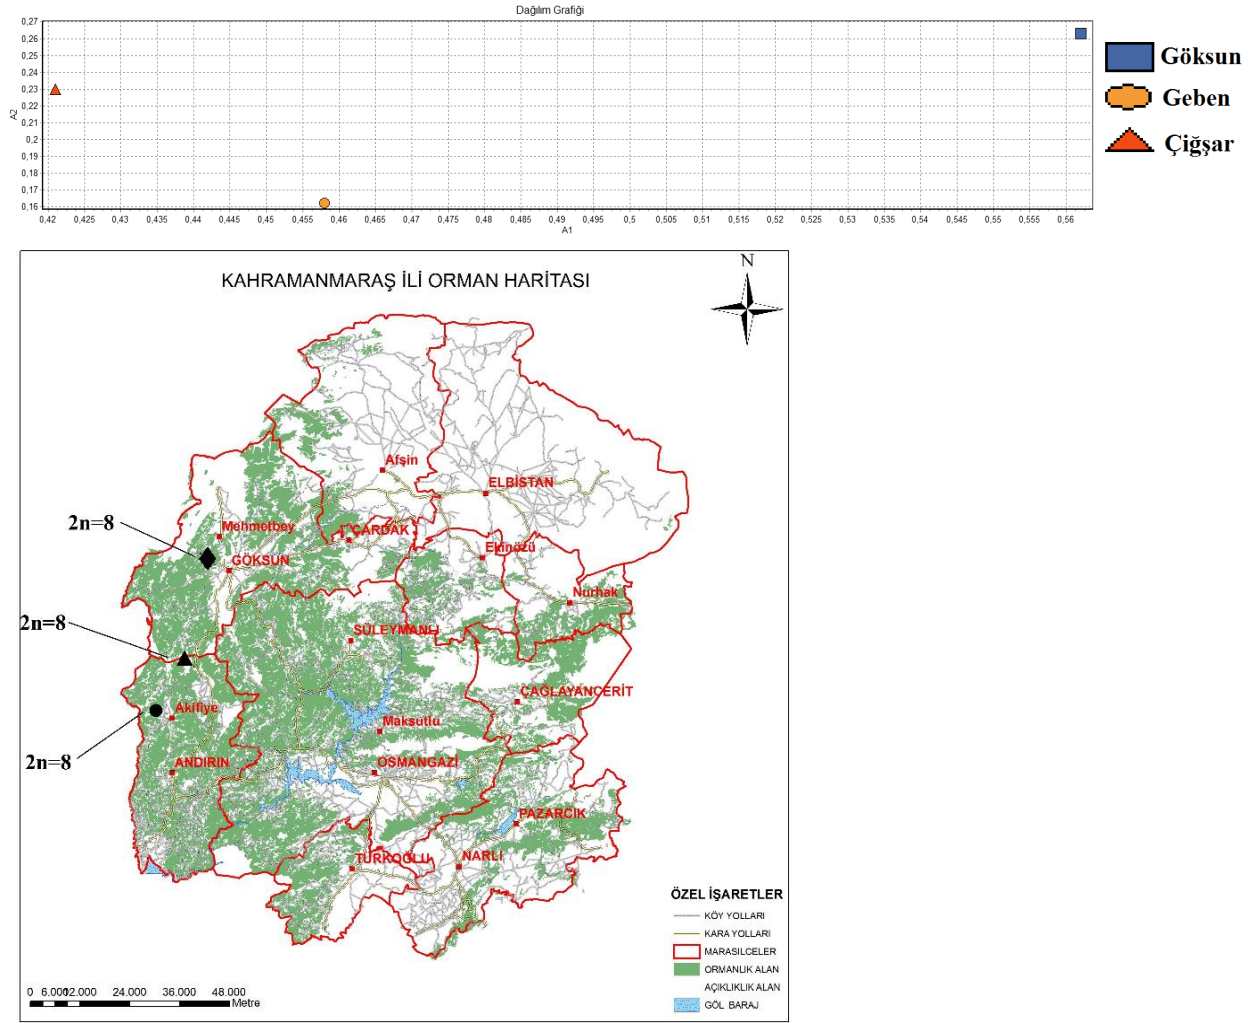 Dağılım Grafiği
0,27
0,26
0,25
0,24
0,23
0,22
0,21
0,2
0,19
0,18
0,17
0,16
A2
0,42 0,425 0,43 0,435 0,44 0,445 0,45 0,455 0,46 0,465 0,47 0,475 0,48 0,485 0,49 0,495 0,5 0,505 0,51 0,515 0,52 0,525 0,53 0,535 0,54 0,545 0,55 0,555 0,56
A1
Göksun
Geben
Çiğşar
KAHRAMANMARAŞ İLİ ORMAN HARİTASI
N
Afşin
ELBİSTAN
2n=8
Mehmetbey
ÇARDAK
Ekinözü
GÖKSUN
Nurhak
2n=8
SÜLEYMANLI
ÇAĞLAYANCERİT
Akifiye
Maksutlu
2n=8
ANDIRIN
OSMANGAZİ
PAZARCIK
TÜRKOĞLU
NARLI
ÖZEL İŞARETLER
KÖY YOLLARI
KARA YOLLARI
MARASILCELER
ORMANLIK ALAN
AÇIKLIKLIK ALAN
GÖL BARAJ
0 6.00012.000 24.000 36.000 48.000
Metre